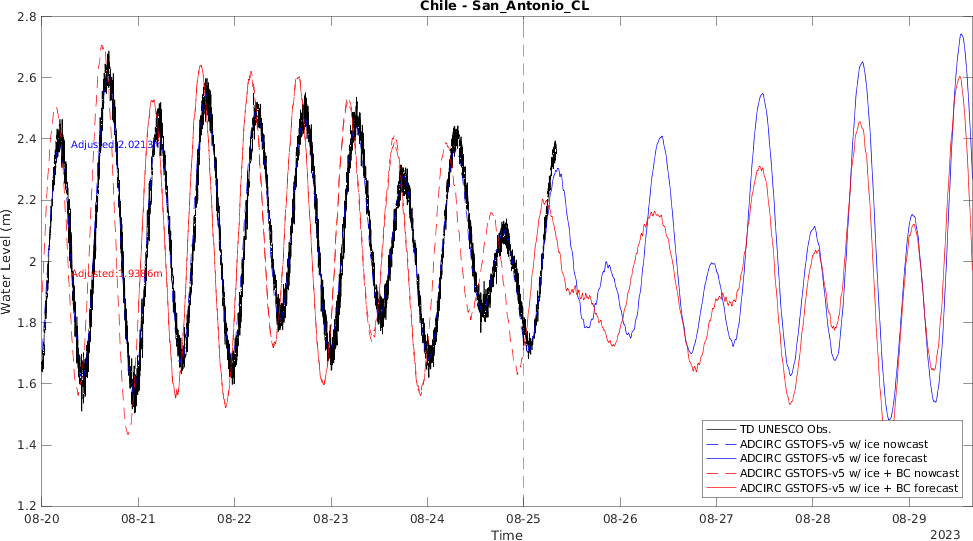 Chile - San_Antonio_CL
2.8
2.6
2.4
2.2
2
1.8
1.6
1.4
1.2
Water Level (m)
Adjusted:2.0213
Adjusted:1.9386m
TD UNESCO Obs.
ADCIRC GSTOFS-v5 w/ ice nowcast
ADCIRC GSTOFS-v5 w/ ice forecast
ADCIRC GSTOFS-v5 w/ ice + BC nowcast
ADCIRC GSTOFS-v5 w/ ice + BC forecast
08-20 08-21 08-22 08-23 08-24 08-25 08-26 08-27 08-28 08-29
Time
2023